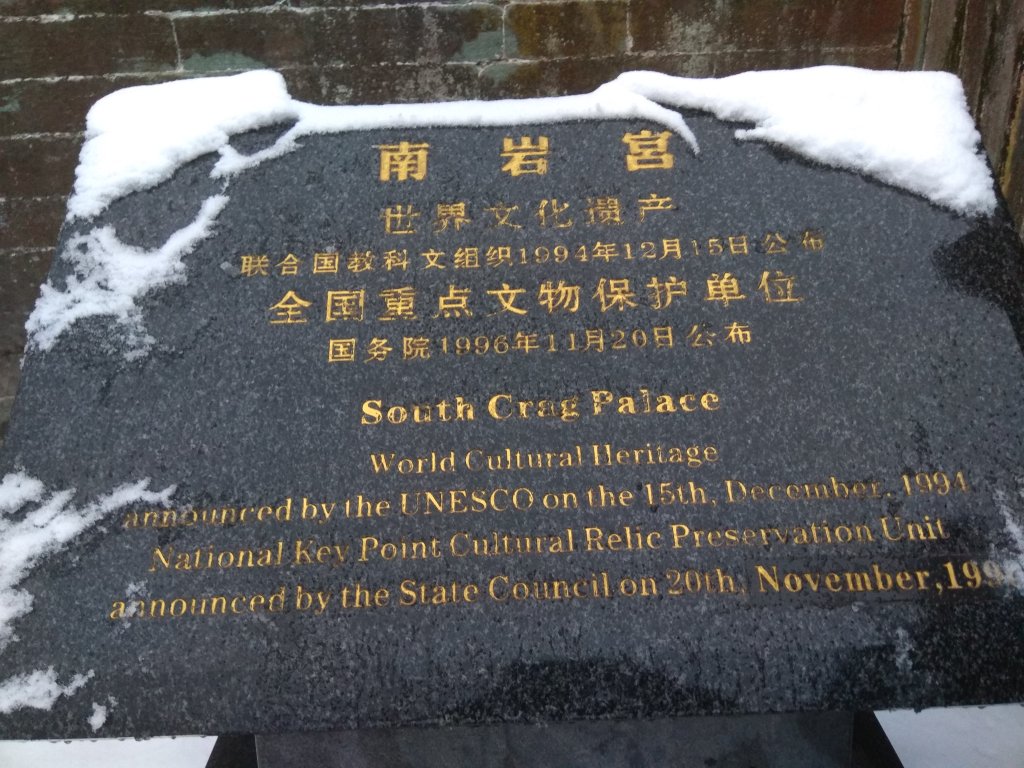 南岩宫
世界文化遗产
联合国教科文组织1994年12月15日公布
全国重点文物保护单位
国务院1996年11月20日公布
South Crag Palace
World Cultural Heritage
announced by the UNESCO on the 15th, December, 1994
National Key Point Cultural Relic Preservation Unit
announced by the State Council on 20th, November,199